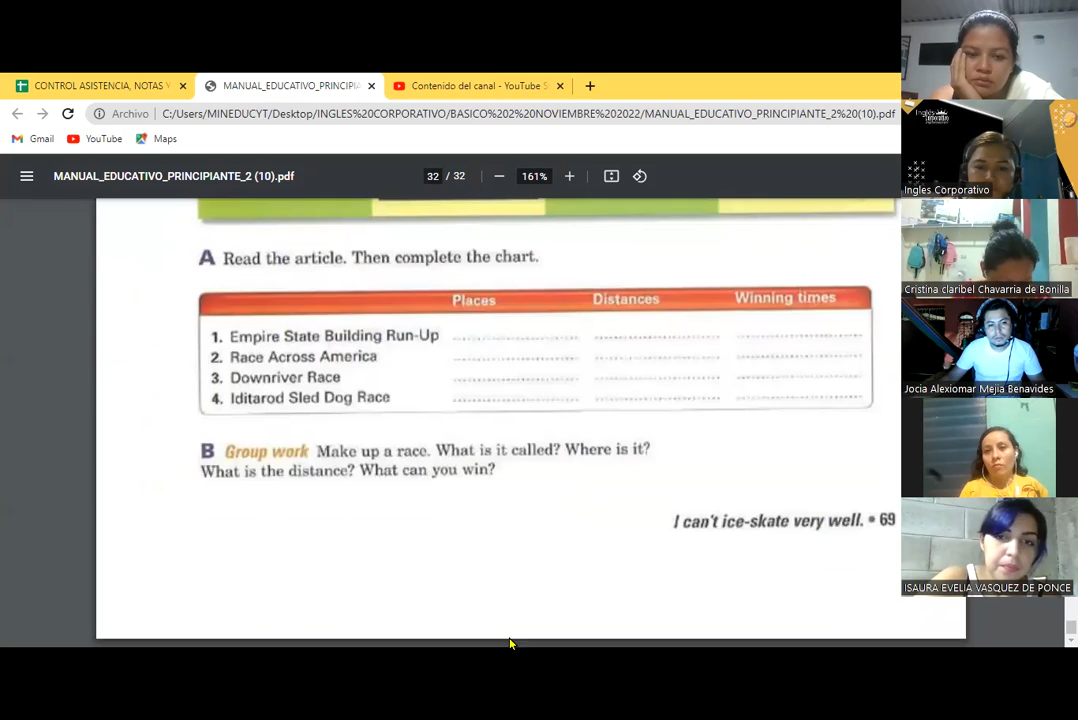 CONTROL ASISTENCIA, NOTAS
MANUAL_EDUCATIVO_PRINCIPIA
Contenido del canal - YouTube S
Archivo
C:/Users/MINEDUCYT/Desktop/INGLES%20CORPORATIVO/BASICO%202%20NOVIEMBRE%202022/MANUAL_EDUCATIVO_PRINCIPIANTE_2%20(10).pdf
Gmail YouTube Maps
MANUAL_EDUCATIVO_PRINCIPIANTE_2 (10).pdf
32 / 32
161%
A Read the article. Then complete the chart.
Places Distances Winning times
1. Empire State Building Run-Up
2. Race Across America
3. Downriver Race
4. Iditarod Sled Dog Race
B Group work Make up a race. What is it called? Where is it?
What is the distance? What can you win?
I can't ice-skate very well. • 69
Ingles Corporativo
Cristina claribel Chavarria de Bonilla
Jocia Alexiomar Mejia Benavides
ISAURA EVELIA VASQUEZ DE PONCE